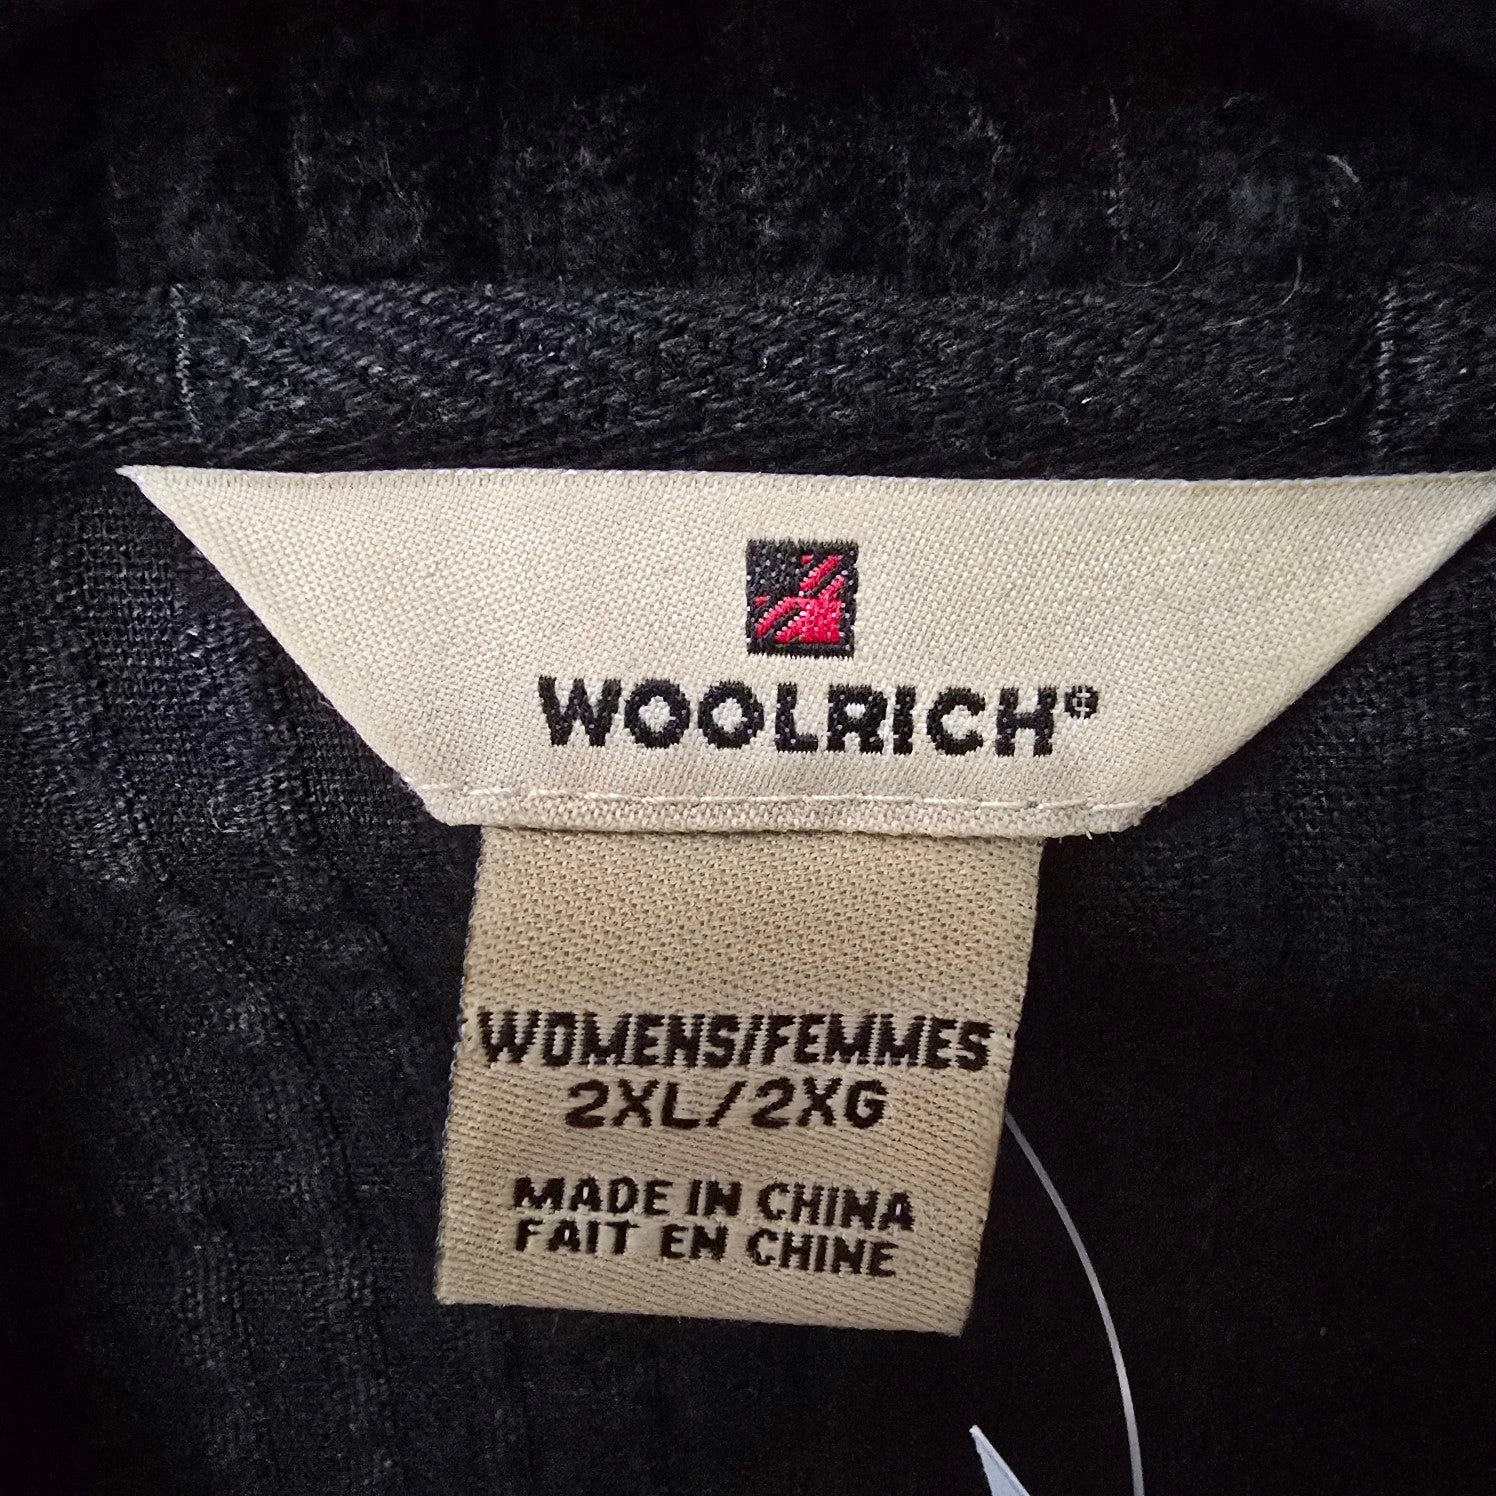 WOOLRICH®
WOMENS/FEMMES
2XL/2XG
MADE IN CHINA
FAIT EN CHINE